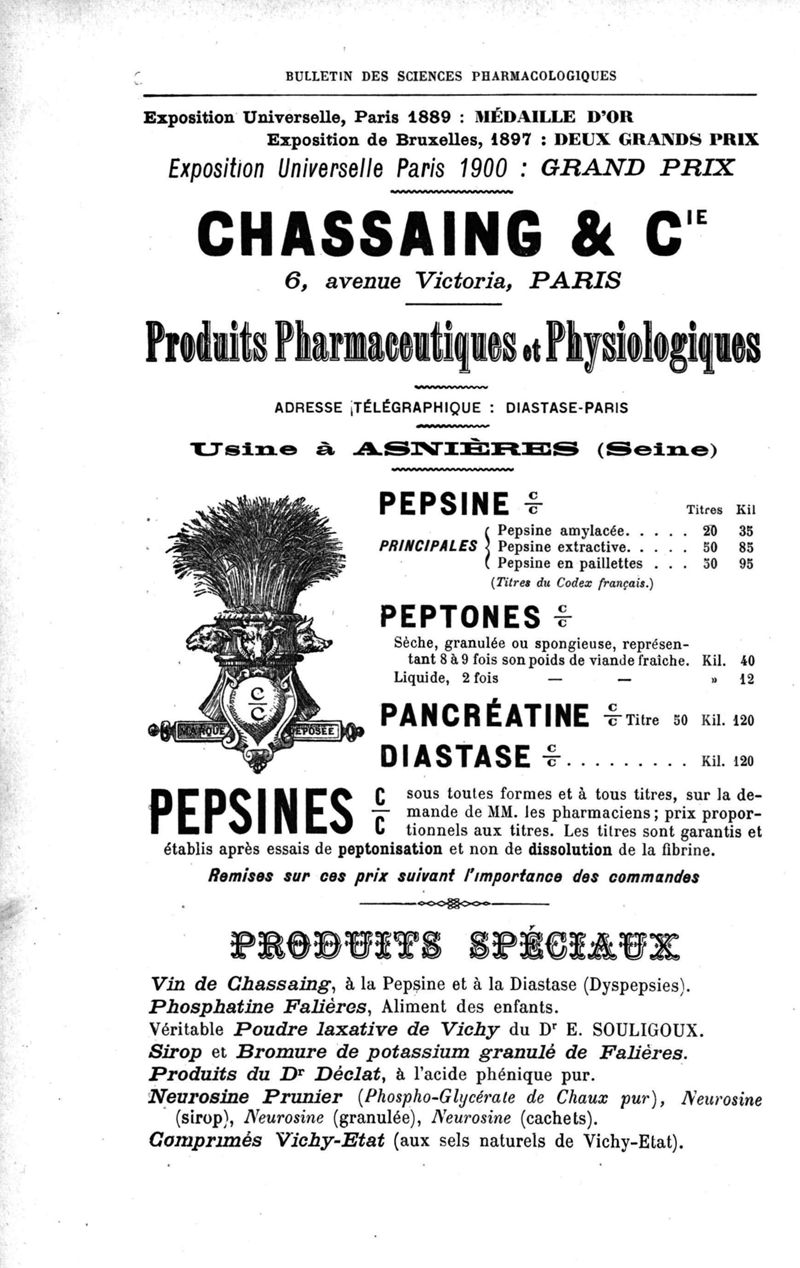 BULLETIN DES SCIENCES PHARMACOLOGIQUES
Exposition Universelle, Paris 1889 : MÉDAILLE D'OR
Exposition de Bruxelles, 1897 : DEUX GRANDS PRIX
Exposition Universelle Paris 1900 : GRAND PRIX
CHASSAING & CIE
6, avenue Victoria, PARIS
Produits Pharmaceutiques et Physiologiques
ADRESSE TÉLÉGRAPHIQUE : DIASTASE-PARIS
Usine à ASNIÈRES (Seine)
PEPSINE C/C Titres Kil
PRINCIPALES { Pepsine amylacée. . . . . 20 35
Pepsine extractive. . . . . 50 85
Pepsine en paillettes . . . 50 95
(Titres du Codex français.)
PEPTONES C/C
Sèche, granulée ou spongieuse, représen-
tant 8 à 9 fois son poids de viande fraîche. Kil. 40
Liquide, 2 fois — — » 12
C/C
MARQUE DÉPOSÉE
PANCRÉATINE C/C Titre 50 Kil. 120
DIASTASE C/C . . . . . . . . . . Kil. 120
PEPSINES C/C sous toutes formes et à tous titres, sur la de-
mande de MM. les pharmaciens ; prix propor-
tionnels aux titres. Les titres sont garantis et
établis après essais de peptonisation et non de dissolution de la fibrine.
Remises sur ces prix suivant l'importance des commandes
PRODUITS SPÉCIAUX
Vin de Chassaing, à la Pepsine et à la Diastase (Dyspepsies).
Phosphatine Falières, Aliment des enfants.
Véritable Poudre laxative de Vichy du Dr E. SOULIGOUX.
Sirop et Bromure de potassium granulé de Falières.
Produits du Dr Déclat, à l'acide phénique pur.
Neurosine Prunier (Phospho-Glycérate de Chaux pur), Neurosine
(sirop), Neurosine (granulée), Neurosine (cachets).
Comprimés Vichy-Etat (aux sels naturels de Vichy-Etat).